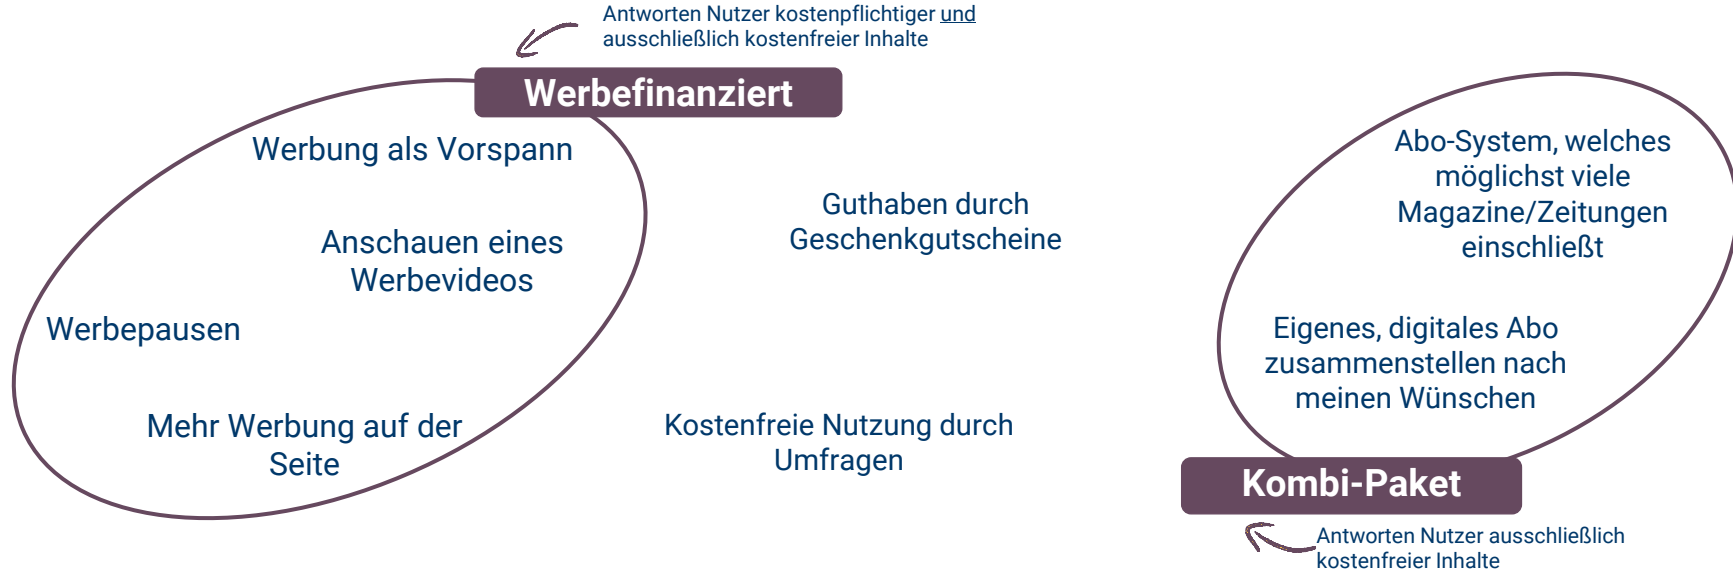 Antworten Nutzer kostenpflichtiger und
ausschließlich kostenfreier Inhalte
Werbefinanziert
Werbung als Vorspann
Anschauen eines
Werbevideos
Werbepausen
Mehr Werbung auf der
Seite
Guthaben durch
Geschenkgutscheine
Kostenfreie Nutzung durch
Umfragen
Abo-System, welches
möglichst viele
Magazine/Zeitungen
einschließt
Eigenes, digitales Abo
zusammenstellen nach
meinen Wünschen
Kombi-Paket
Antworten Nutzer ausschließlich
kostenfreier Inhalte